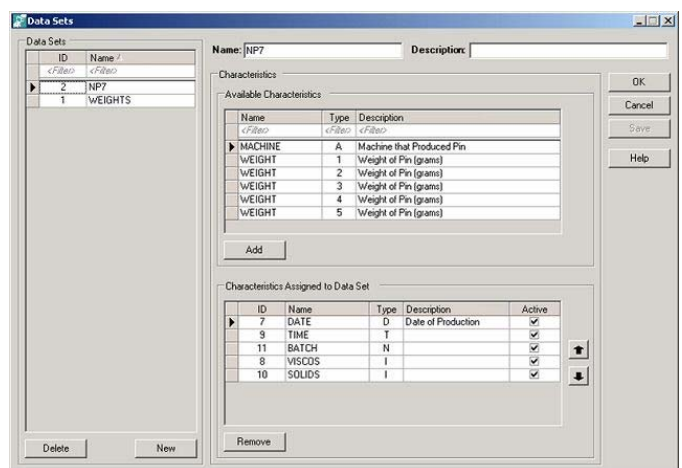 Data Sets
Data Sets
ID Name
<Filter> <Filter>
2 NP7
1 WEIGHTS
Delete New
Name: NP7 Description:
Characteristics
Available Characteristics
Name Type Description
<Filter> <Filter> <Filter>
MACHINE A Machine that Produced Pin
WEIGHT 1 Weight of Pin (grams)
WEIGHT 2 Weight of Pin (grams)
WEIGHT 3 Weight of Pin (grams)
WEIGHT 4 Weight of Pin (grams)
WEIGHT 5 Weight of Pin (grams)
Add
Characteristics Assigned to Data Set
ID Name Type Description Active
7 DATE D Date of Production
9 TIME T
11 BATCH N
8 VISCOS I
10 SOLIDS I
Remove
OK
Cancel
Save
Help